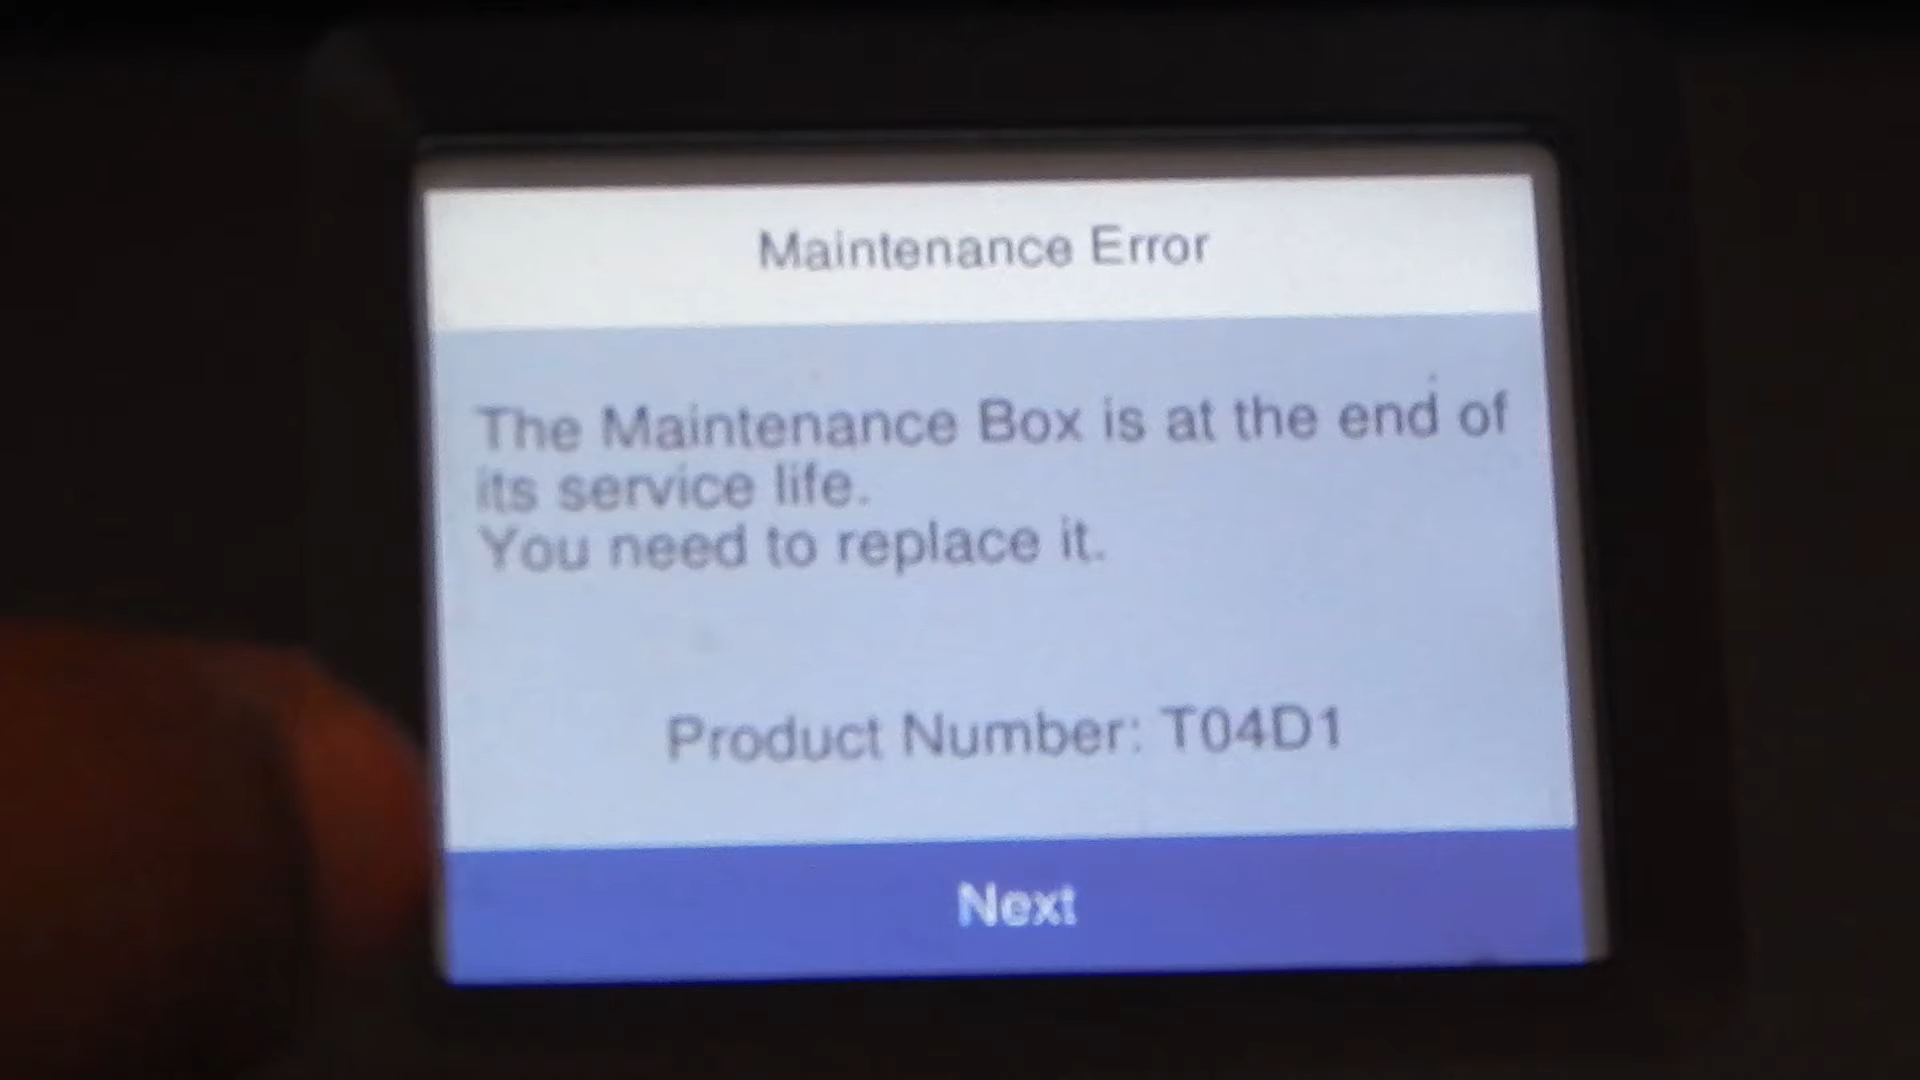 Maintenance Error
The Maintenance Box is at the end of
its service life.
You need to replace it.
Product Number: T04D1
Next